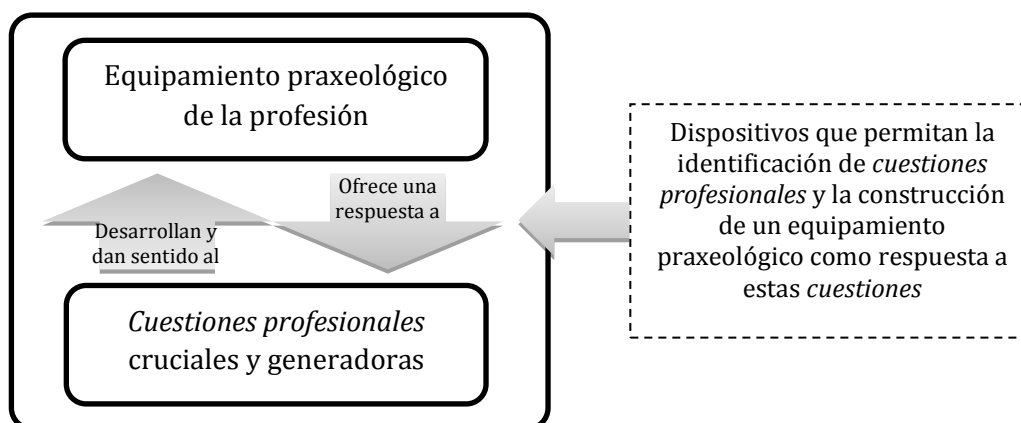 Equipamiento praxeológico
de la profesión
Ofrece una
respuesta a
Desarrollan y
dan sentido al
Cuestiones profesionales
cruciales y generadoras
Dispositivos que permitan la
identificación de cuestiones
profesionales y la construcción
de un equipamiento
praxeológico como respuesta a
estas cuestiones